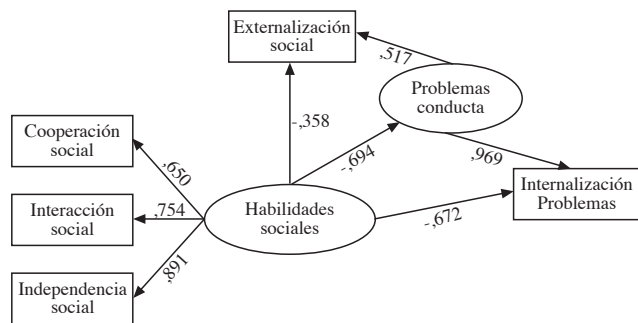 Externalización
social
,517
Problemas
conducta
-,358
Cooperación
social
-,694
,969
,650
Interacción
social
,754
Habilidades
sociales
Internalización
Problemas
-,672
,891
Independencia
social